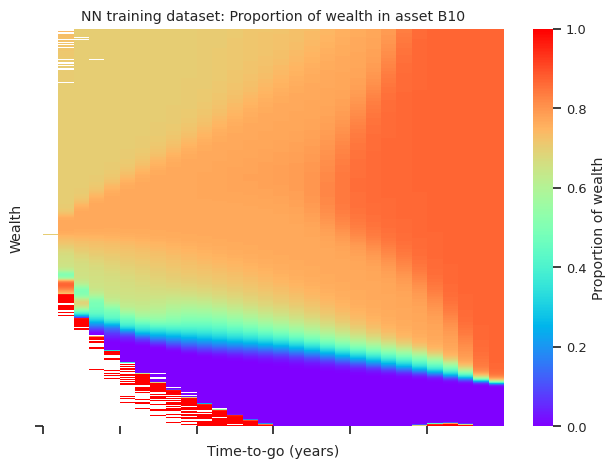 NN training dataset: Proportion of wealth in asset B10
Wealth
Time-to-go (years)
1.0
0.8
0.6
0.4
0.2
0.0
Proportion of wealth